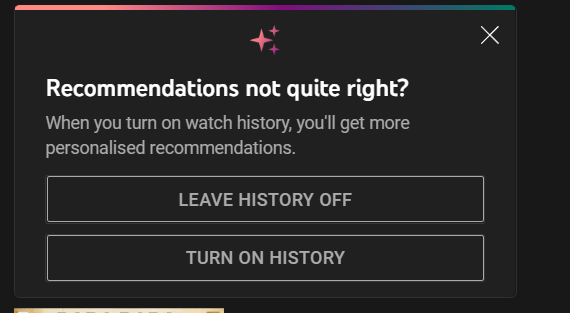 Recommendations not quite right?
When you turn on watch history, you'll get more
personalised recommendations.
LEAVE HISTORY OFF
TURN ON HISTORY